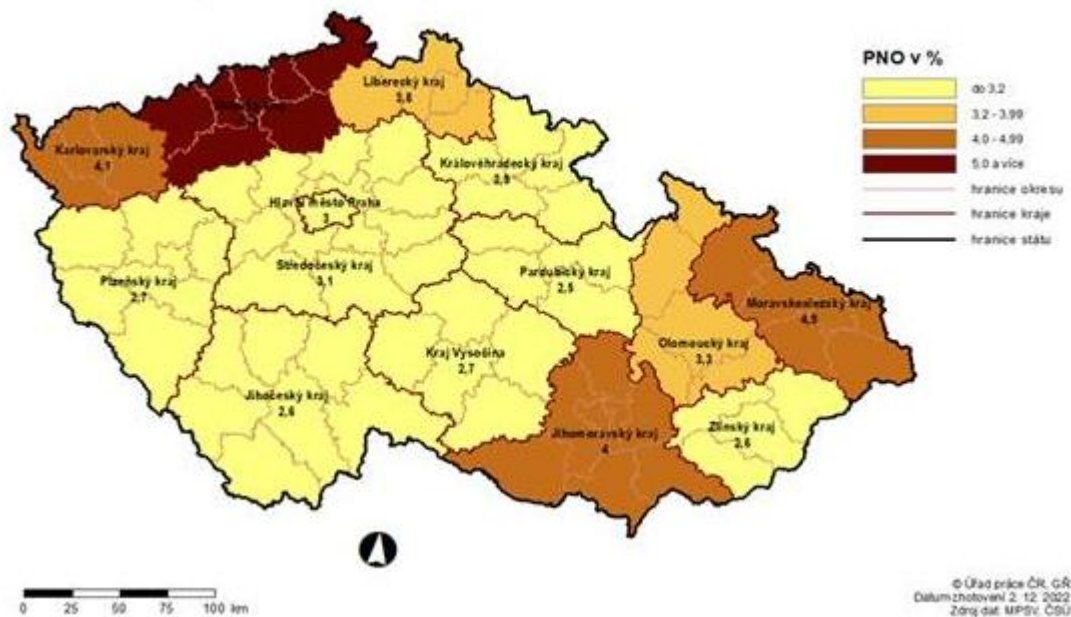 Liberecký kraj
3,8
Karlovarský kraj
4,1
Královéhradecký kraj
2,9
Hlavní město Praha
3
Středočeský kraj
3,1
Plzeňský kraj
2,7
Pardubický kraj
2,5
Moravskoslezský kraj
4,9
Olomoucký kraj
3,3
Kraj Vysočina
2,7
Jihočeský kraj
2,6
Jihomoravský kraj
4
Zlínský kraj
2,6
PNO v %
do 3,2
3,2 - 3,99
4,0 - 4,99
5,0 a více
hranice okresu
hranice kraje
hranice státu
0 25 50 75 100 km
© Úřad práce ČR, GŘ
Datum zhotovení 2. 12. 2022
Zdroj dat: MPSV, ČSÚ